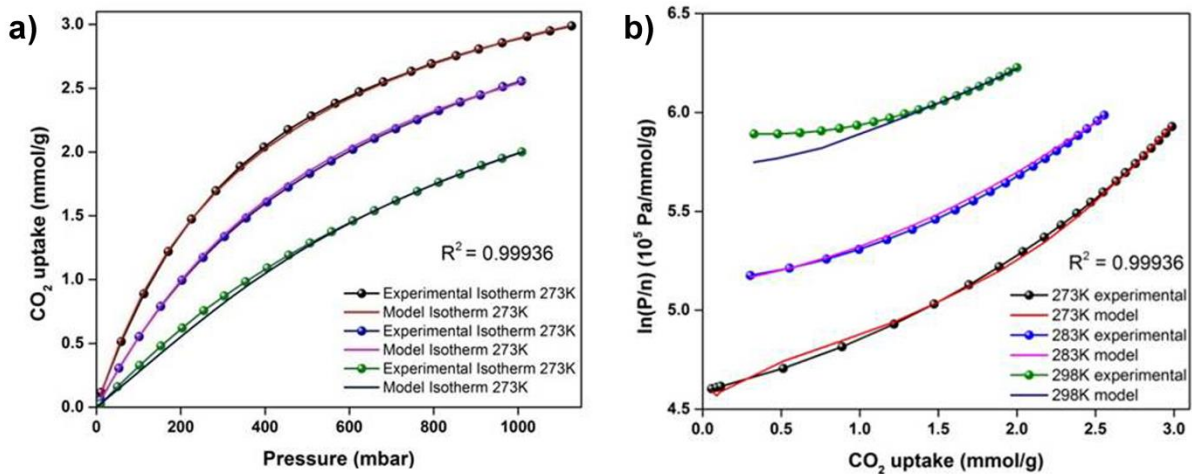 a)
CO₂ uptake (mmol/g)
3.0
2.5
2.0
1.5
1.0
0.5
0.0
R² = 0.99936
Experimental Isotherm 273K
Model Isotherm 273K
Experimental Isotherm 273K
Model Isotherm 273K
Experimental Isotherm 273K
Model Isotherm 273K
0 200 400 600 800 1000
Pressure (mbar)
b)
ln(P/n) (10⁵ Pa/mmol/g)
6.5
6.0
5.5
5.0
4.5
R² = 0.99936
273K experimental
273K model
283K experimental
283K model
298K experimental
298K model
0.0 0.5 1.0 1.5 2.0 2.5 3.0
CO₂ uptake (mmol/g)